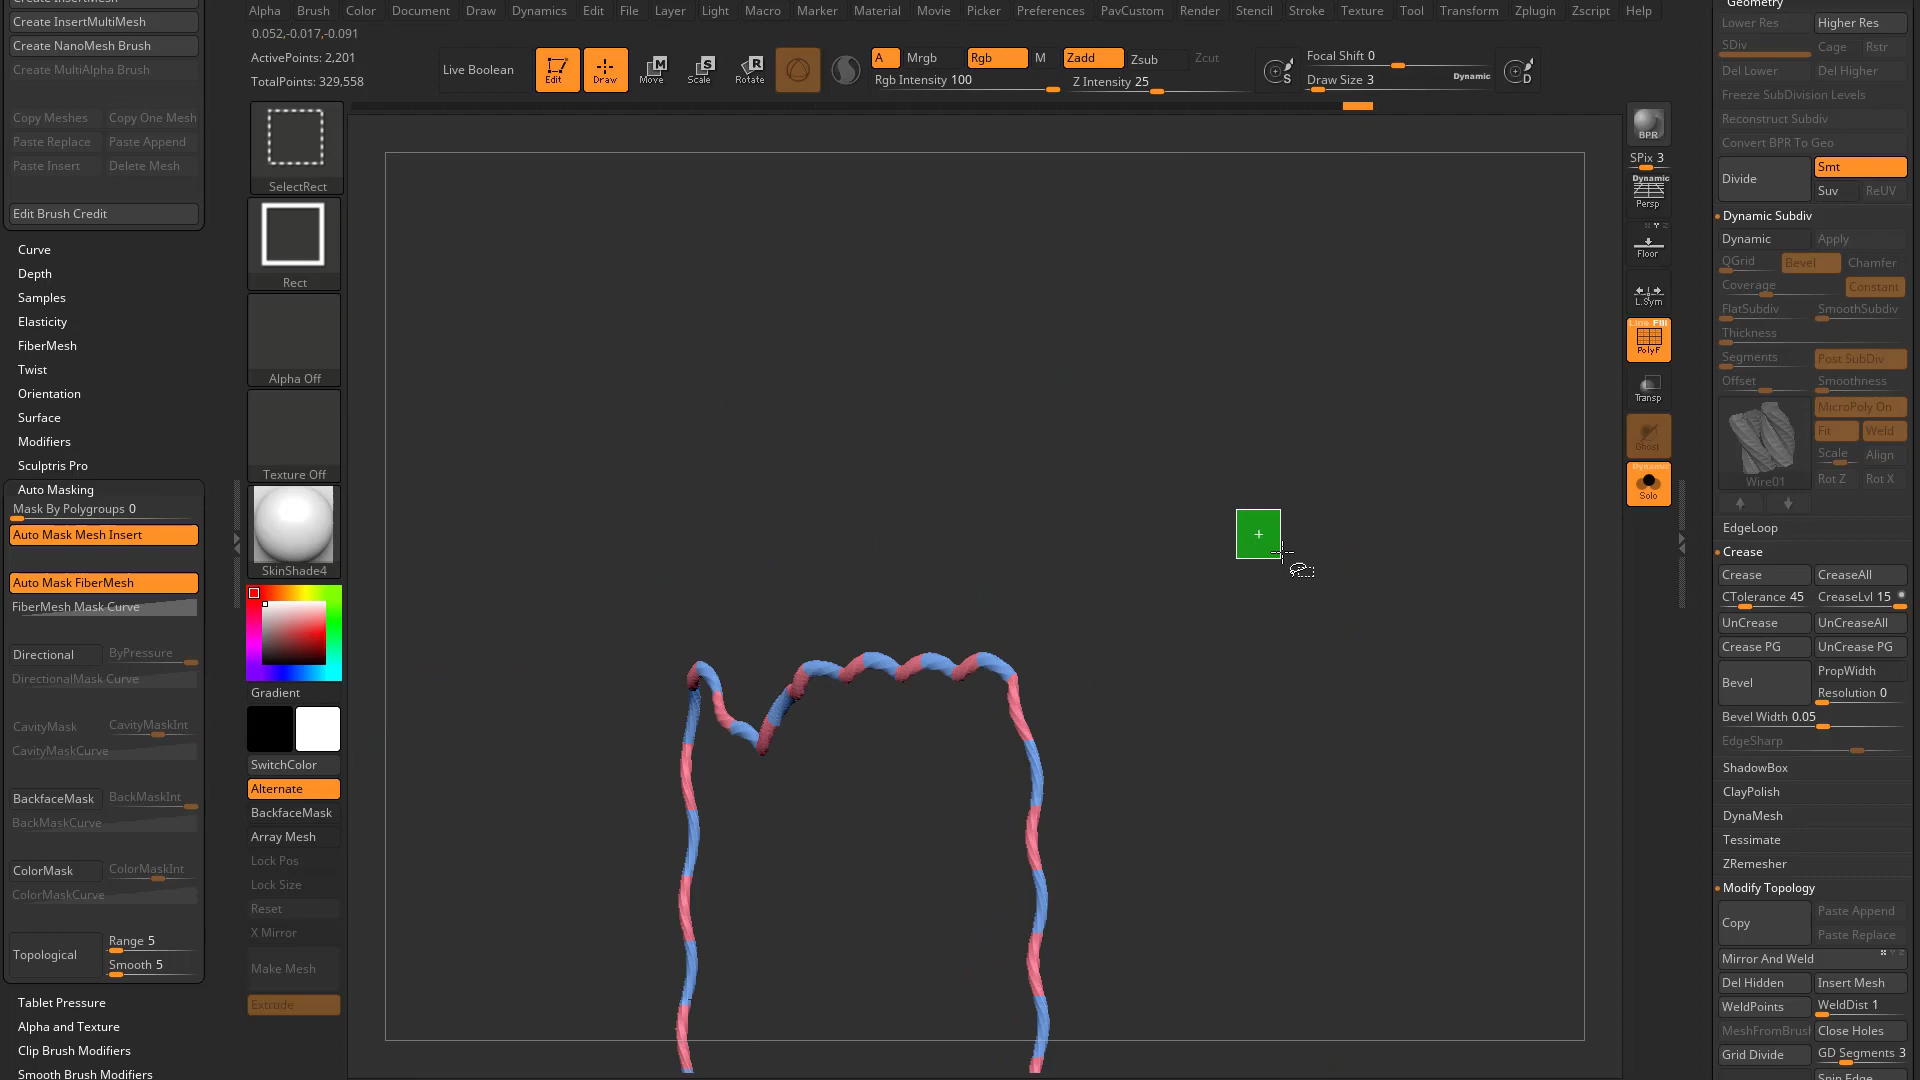 Alpha Brush Color Document Draw Dynamics Edit File Layer Light Macro Marker Material Movie Picker Preferences PavCustom Render Stencil Stroke Texture Tool Transform Zplugin Zscript Help
0.052,-0.017,-0.091
ActivePoints: 2,201
TotalPoints: 329,558
Live Boolean
Edit
Draw
M
Move
S
Scale
R
Rotate
A
Mrgb
Rgb
M
Zadd
Zsub
Zcut
Rgb Intensity 100
Z Intensity 25
S
Focal Shift 0
Draw Size 3
Dynamic
D
Create InsertMesh
Create InsertMultiMesh
Create NanoMesh Brush
Create MultiAlpha Brush
Copy Meshes Copy One Mesh
Paste Replace Paste Append
Paste Insert Delete Mesh
Edit Brush Credit
Curve
Depth
Samples
Elasticity
FiberMesh
Twist
Orientation
Surface
Modifiers
Sculptris Pro
Auto Masking
Mask By Polygroups 0
Auto Mask Mesh Insert
Auto Mask FiberMesh
FiberMesh Mask Curve
Directional ByPressure
DirectionalMask Curve
CavityMask CavityMaskInt
CavityMaskCurve
BackfaceMask BackMaskInt
BackMaskCurve
ColorMask ColorMaskInt
ColorMaskCurve
Topological
Range 5
Smooth 5
Tablet Pressure
Alpha and Texture
Clip Brush Modifiers
Smooth Brush Modifiers
SelectRect
Rect
Alpha Off
Texture Off
SkinShade4
Gradient
SwitchColor
Alternate
BackfaceMask
Array Mesh
Lock Pos
Lock Size
Reset
X Mirror
Make Mesh
Extrude
BPR
SPix 3
Dynamic
Persp
Floor
L.Sym
Line Fill
PolyF
Transp
Ghost
Dynamic
Solo
Geometry
Lower Res Higher Res
SDiv Cage Rstr
Del Lower Del Higher
Freeze SubDivision Levels
Reconstruct Subdiv
Convert BPR To Geo
Divide
Smt
Suv ReUV
Dynamic Subdiv
Dynamic Apply
QGrid Bevel Chamfer
Coverage Constant
FlatSubdiv SmoothSubdiv
Thickness
Segments Post SubDiv
Offset Smoothness
MicroPoly On
Fit Weld
Scale Align
Wire01
Rot Z Rot X
EdgeLoop
Crease
Crease CreaseAll
CTolerance 45 CreaseLvl 15
UnCrease UnCreaseAll
Crease PG UnCrease PG
Bevel
PropWidth
Resolution 0
Bevel Width 0.05
EdgeSharp
ShadowBox
ClayPolish
DynaMesh
Tessimate
ZRemesher
Modify Topology
Copy
Paste Append
Paste Replace
Mirror And Weld
Del Hidden Insert Mesh
WeldPoints WeldDist 1
MeshFromBrush Close Holes
Grid Divide GD Segments 3
Spin Edge